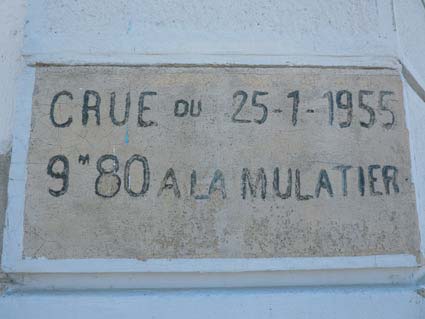 CRUE DU 25-1-1955
9M80 A LA MULATIER